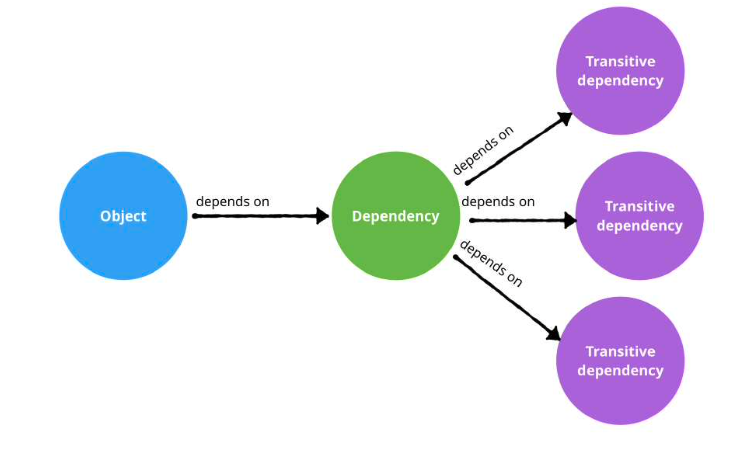 Object
depends on
Dependency
depends on
Transitive
dependency
depends on
Transitive
dependency
depends on
Transitive
dependency